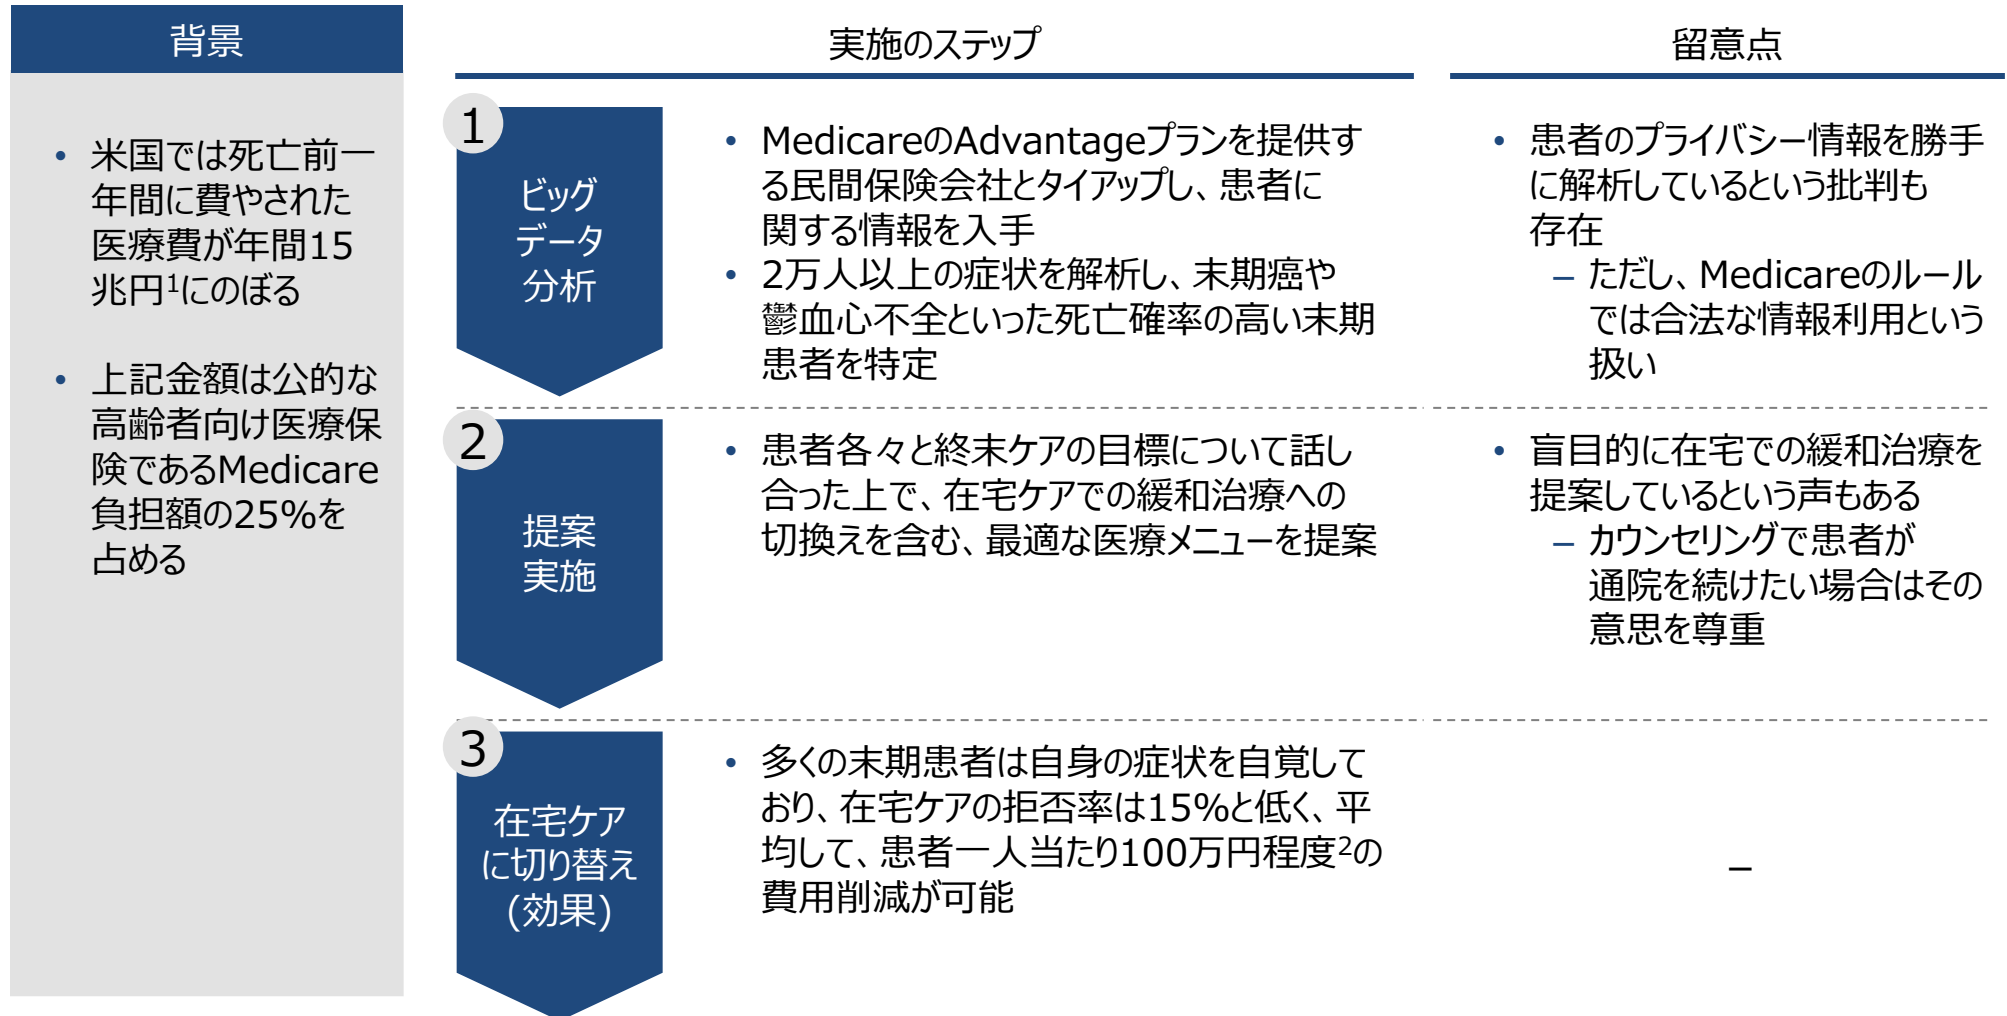 背景
• 米国では死亡前一
年間に費やされた
医療費が年間15
兆円1にのぼる
• 上記金額は公的な
高齢者向け医療保
険であるMedicare
負担額の25%を
占める
実施のステップ
留意点
1
ビッグ
データ
分析
• MedicareのAdvantageプランを提供す
る民間保険会社とタイアップし、患者に
関する情報を入手
• 2万人以上の症状を解析し、末期癌や
鬱血心不全といった死亡確率の高い末期
患者を特定
• 患者のプライバシー情報を勝手
に解析しているという批判も
存在
– ただし、Medicareのルール
では合法な情報利用という
扱い
2
提案
実施
• 患者各々と終末ケアの目標について話し
合った上で、在宅ケアでの緩和治療への
切換えを含む、最適な医療メニューを提案
• 盲目的に在宅での緩和治療を
提案しているという声もある
– カウンセリングで患者が
通院を続けたい場合はその
意思を尊重
3
在宅ケア
に切り替え
(効果)
• 多くの末期患者は自身の症状を自覚して
おり、在宅ケアの拒否率は15%と低く、平
均して、患者一人当たり100万円程度2の
費用削減が可能
–